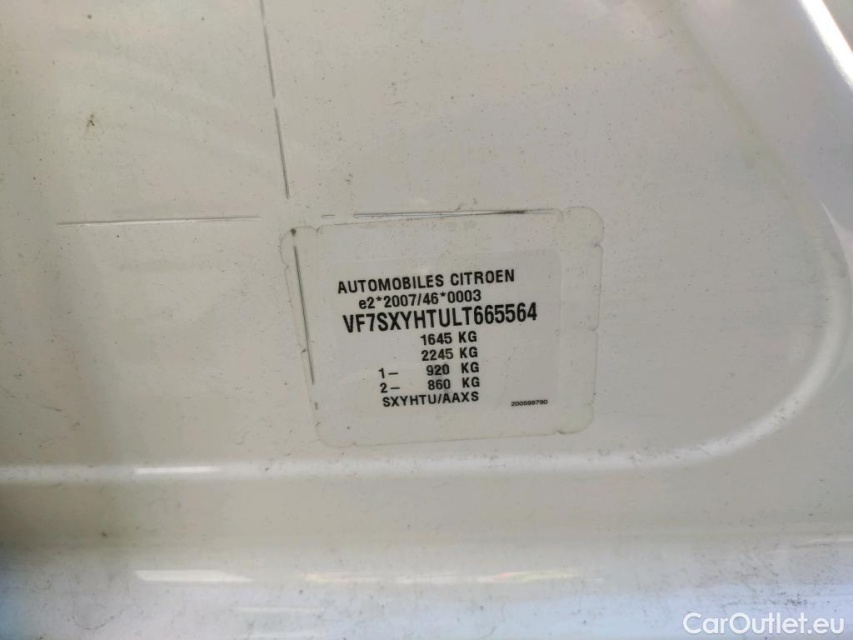 AUTOMOBILES CITROEN
e2*2007/46*0003
VF7SXYHTULT665564
1645 KG
2245 KG
1– 920 KG
2– 860 KG
SXYHTU/AAXS
200599790
CarOutlet.eu